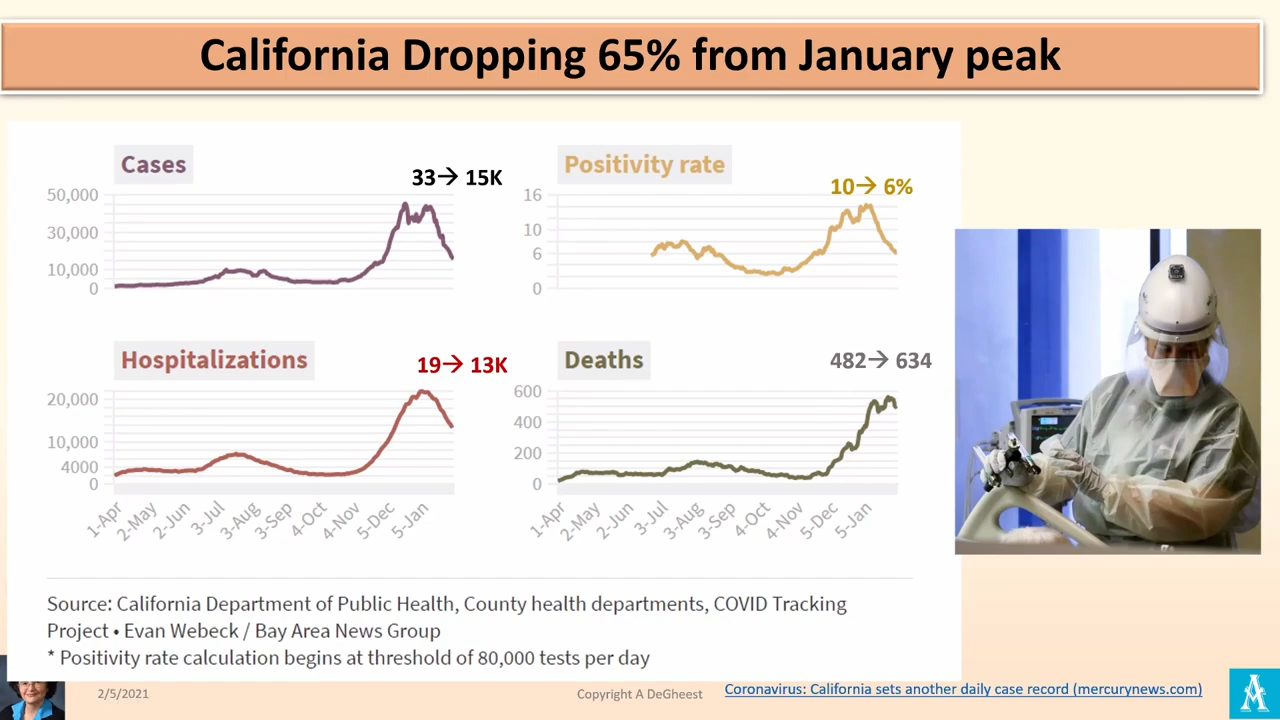 California Dropping 65% from January peak
Cases
33→ 15K
50,000
30,000
10,000
0
Positivity rate
10→ 6%
16
10
6
0
Hospitalizations
19→ 13K
20,000
10,000
4000
0
1-Apr
2-May
2-Jun
3-Jul
3-Aug
3-Sep
4-Oct
4-Nov
5-Dec
5-Jan
Deaths
482→ 634
600
400
200
0
1-Apr
2-May
2-Jun
3-Jul
3-Aug
3-Sep
4-Oct
4-Nov
5-Dec
5-Jan
Source: California Department of Public Health, County health departments, COVID Tracking
Project • Evan Webeck / Bay Area News Group
* Positivity rate calculation begins at threshold of 80,000 tests per day
2/5/2021
Copyright A DeGheest
Coronavirus: California sets another daily case record (mercurynews.com)
A